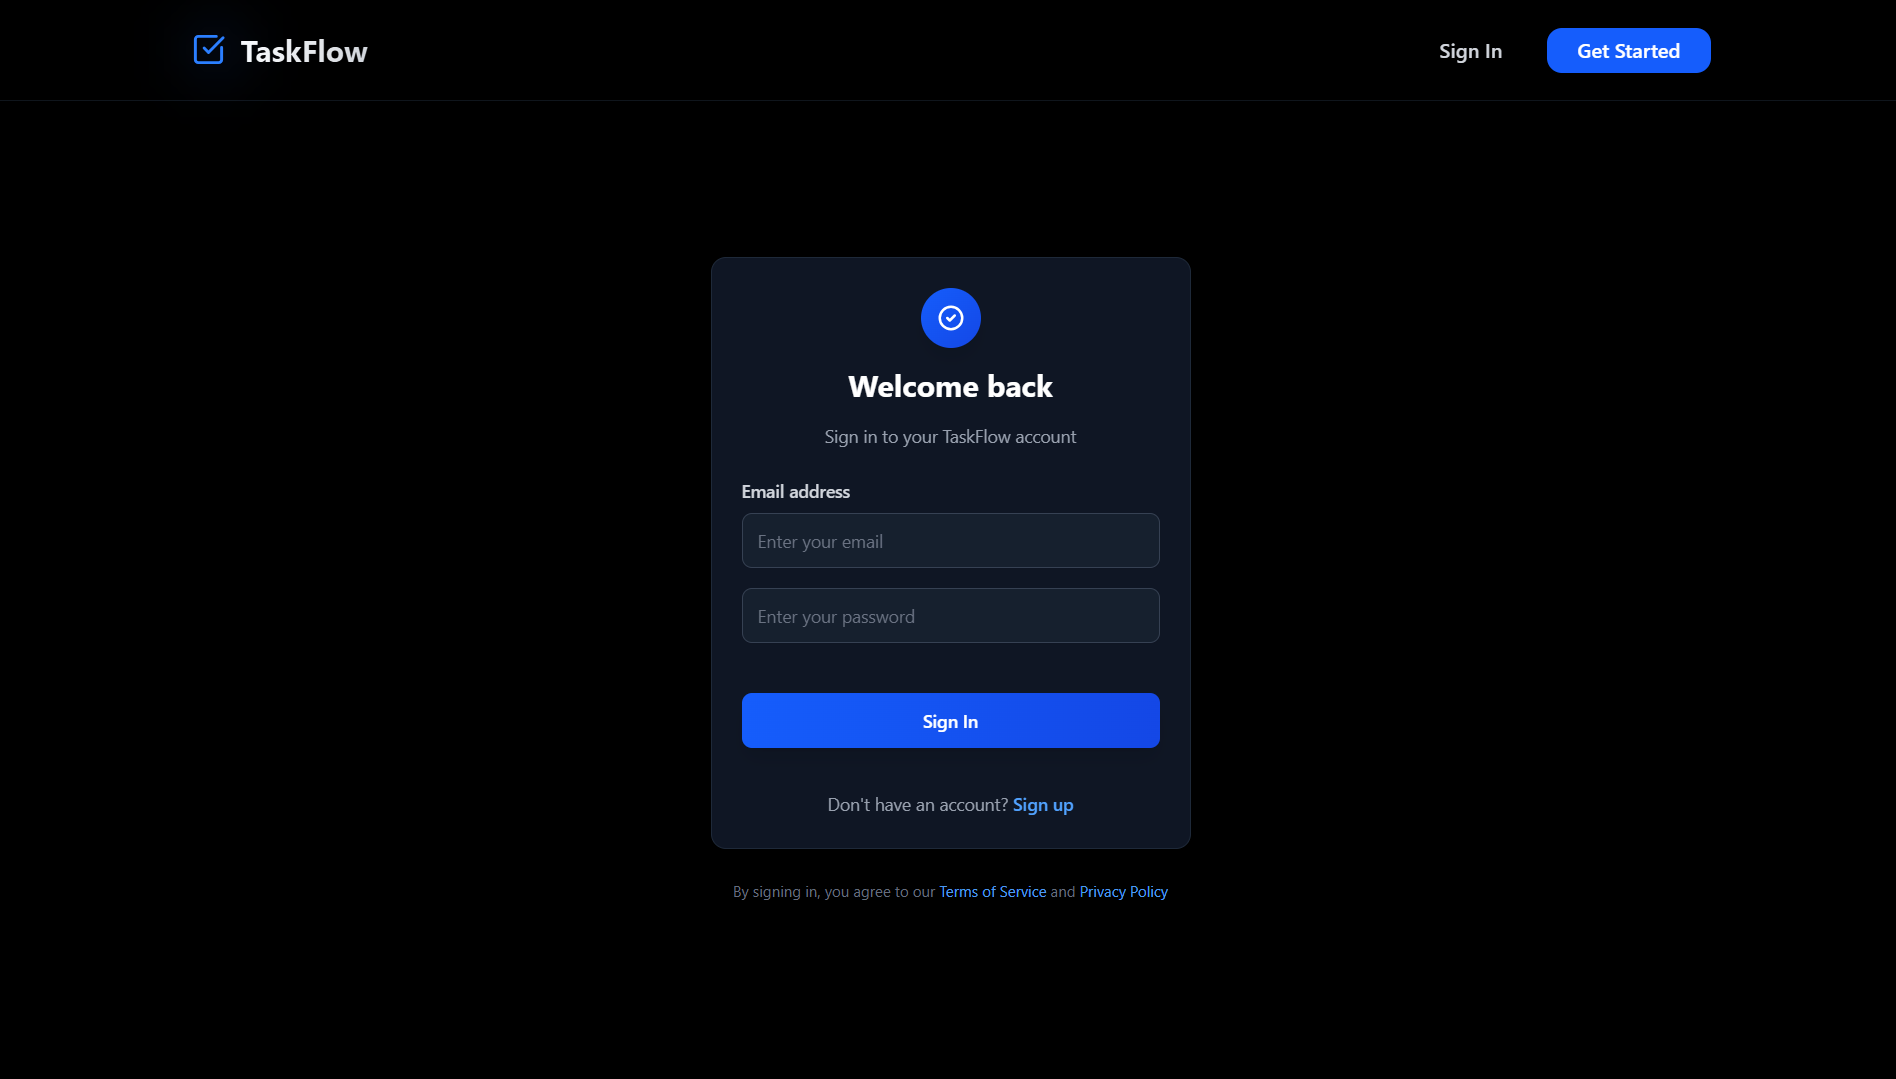 TaskFlow
Sign In
Get Started
Welcome back
Sign in to your TaskFlow account
Email address
Enter your email
Enter your password
Sign In
Don't have an account? Sign up
By signing in, you agree to our Terms of Service and Privacy Policy